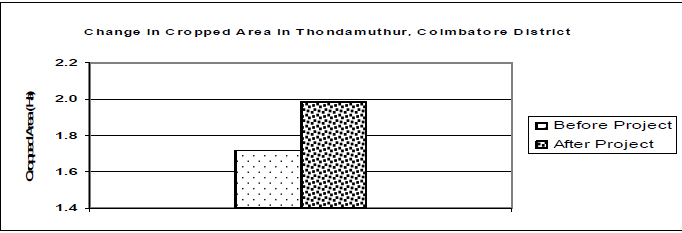 Change in Cropped Area in Thondamuthur, Coimbatore District
2.2
2.0
1.8
1.6
1.4
Cropped Area (Ha)
Before Project
After Project